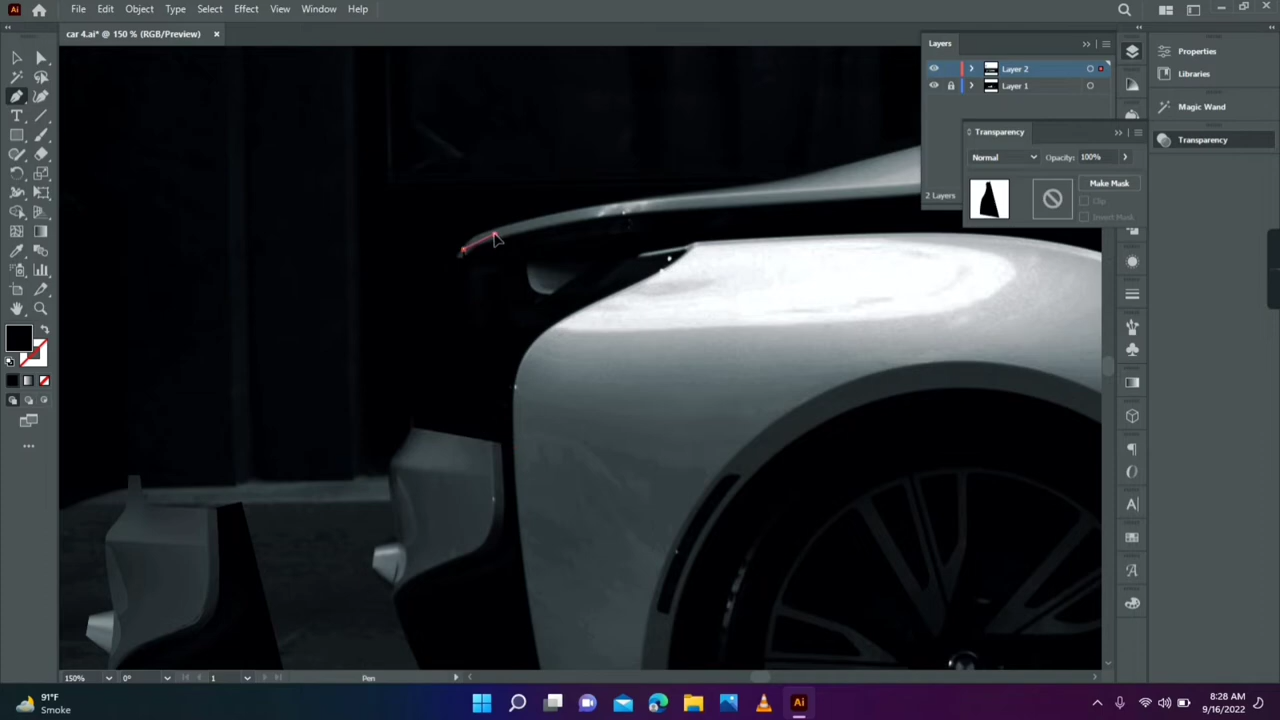 Ai
File Edit Object Type Select Effect View Window Help
car 4.ai* @ 150 % (RGB/Preview) ×
Layers
Layer 2
Layer 1
2 Layers
Transparency
Normal Opacity: 100%
Make Mask
Clip
Invert Mask
Properties
Libraries
Magic Wand
Transparency
150% 0° 1 Pen
91°F
Smoke
Ai
8:28 AM
9/16/2022